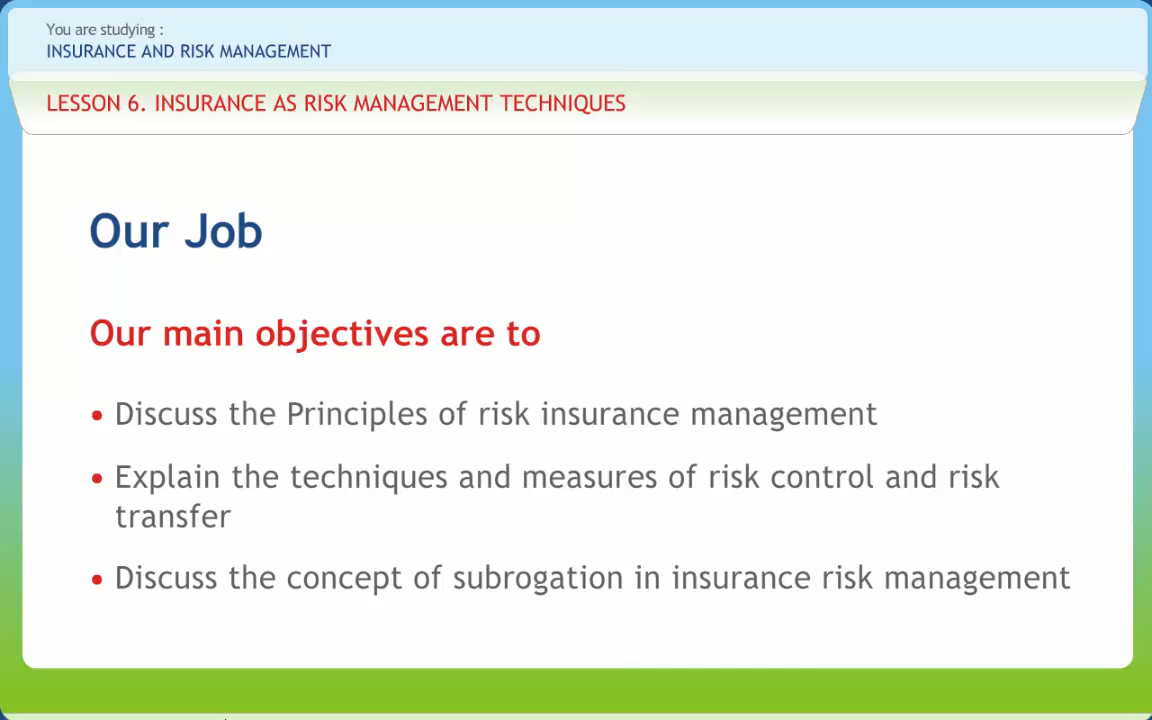 You are studying :
INSURANCE AND RISK MANAGEMENT
LESSON 6. INSURANCE AS RISK MANAGEMENT TECHNIQUES
Our Job
Our main objectives are to
• Discuss the Principles of risk insurance management
• Explain the techniques and measures of risk control and risk
transfer
• Discuss the concept of subrogation in insurance risk management